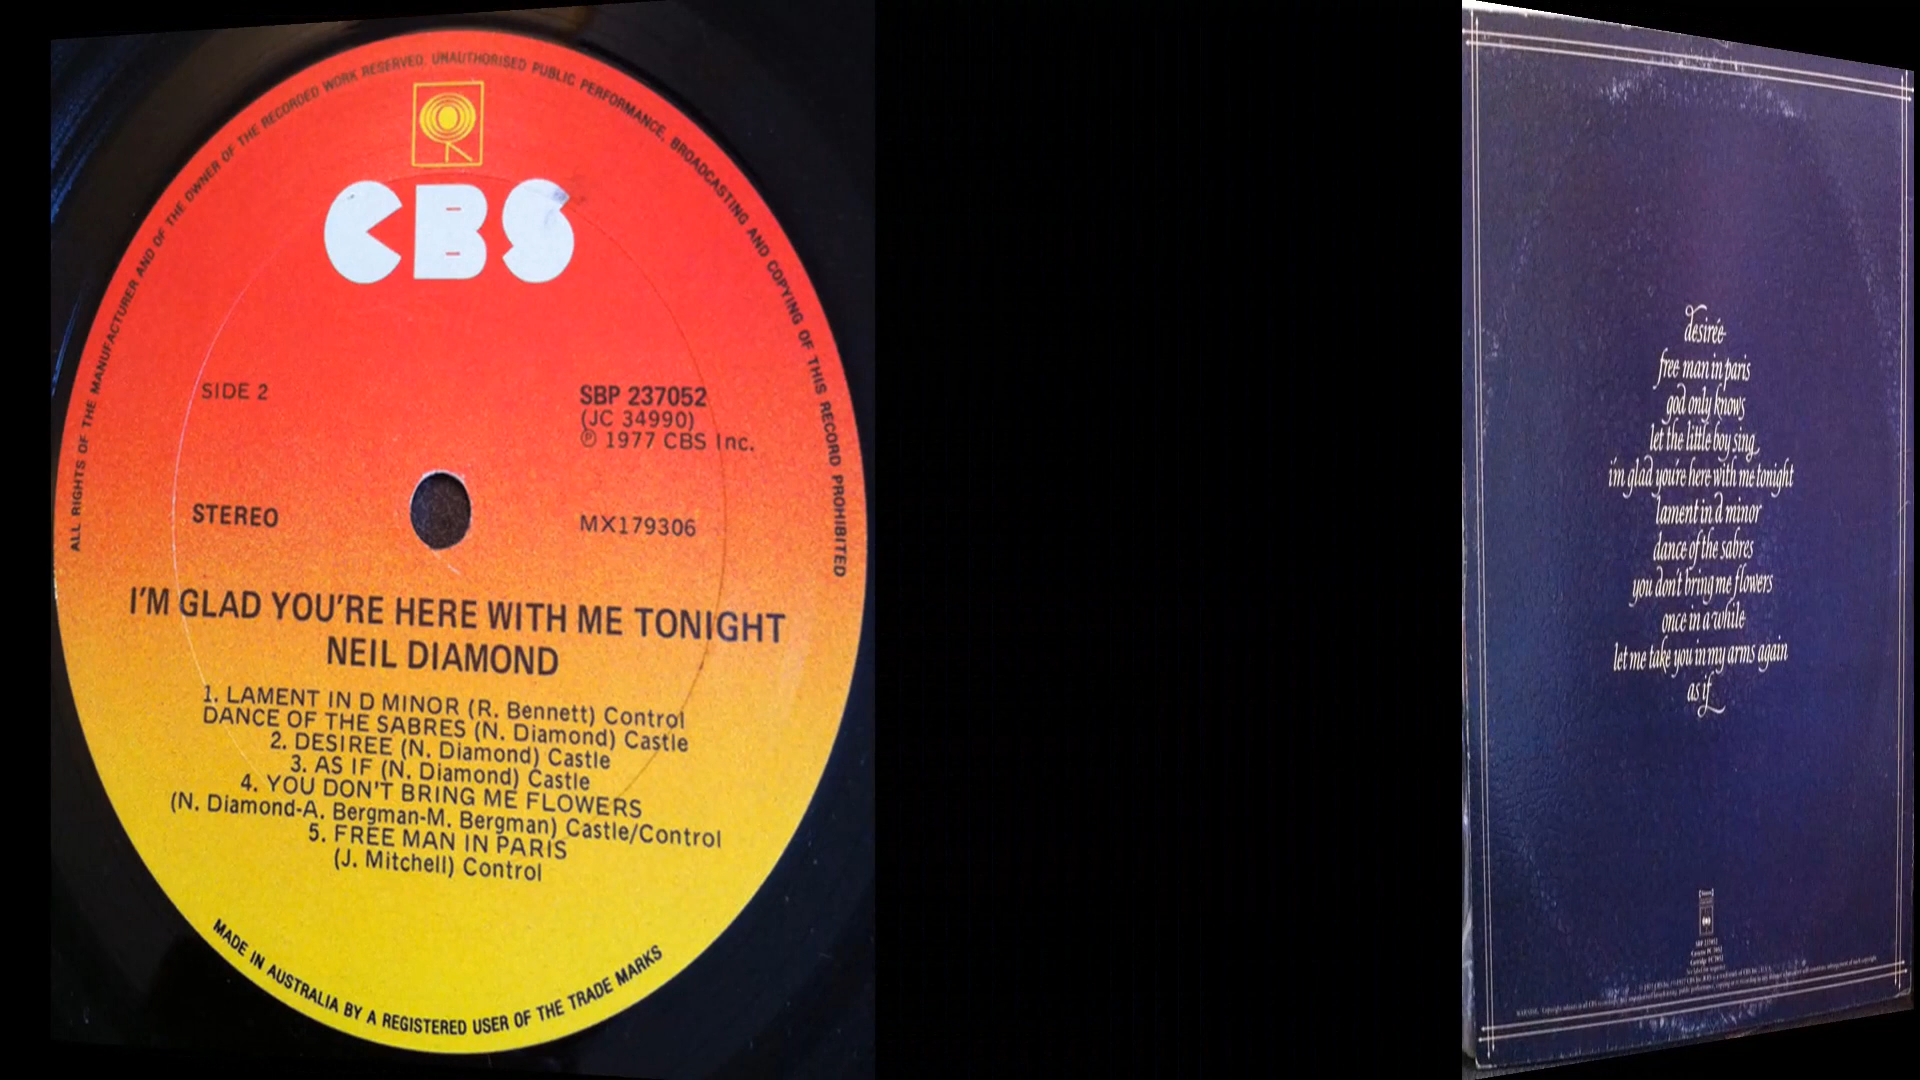 ALL RIGHTS OF THE MANUFACTURER AND OF THE OWNER OF THE RECORDED WORK RESERVED. UNAUTHORISED PUBLIC PERFORMANCE, BROADCASTING AND COPYING OF THIS RECORD PROHIBITED
CBS
SIDE 2
SBP 237052
(JC 34990)
℗ 1977 CBS Inc.
STEREO
MX179306
I'M GLAD YOU'RE HERE WITH ME TONIGHT
NEIL DIAMOND
1. LAMENT IN D MINOR (R. Bennett) Control
DANCE OF THE SABRES (N. Diamond) Castle
2. DESIREE (N. Diamond) Castle
3. AS IF (N. Diamond) Castle
4. YOU DON'T BRING ME FLOWERS
(N. Diamond-A. Bergman-M. Bergman) Castle/Control
5. FREE MAN IN PARIS
(J. Mitchell) Control
MADE IN AUSTRALIA BY A REGISTERED USER OF THE TRADE MARKS
desirée
free man in paris
god only knows
let the little boy sing
i'm glad you're here with me tonight
lament in d minor
dance of the sabres
you don't bring me flowers
once in a while
let me take you in my arms again
as if
SBP 237052